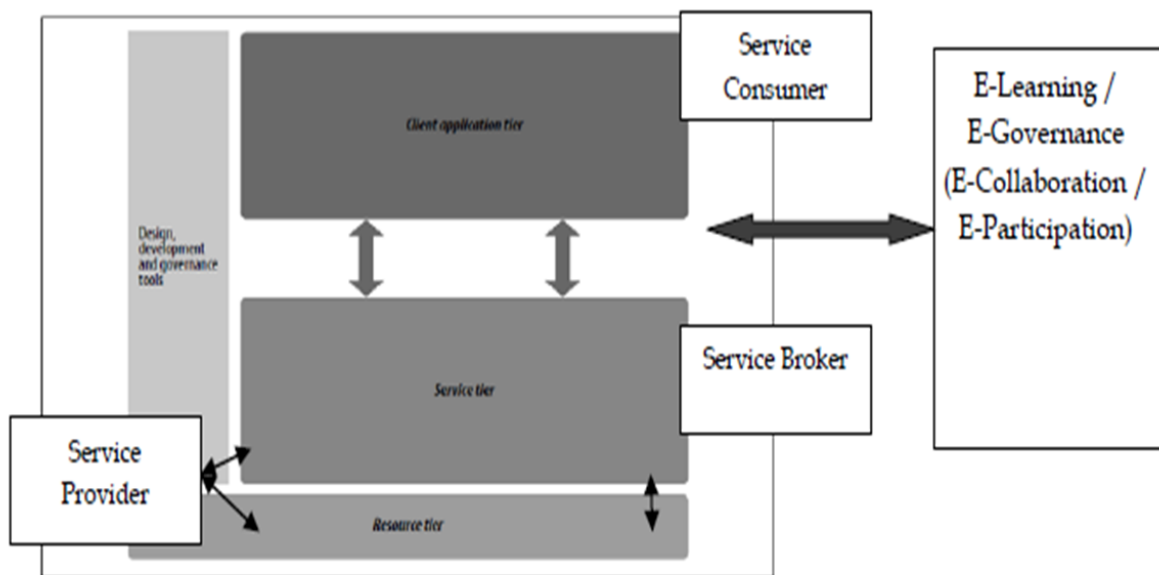 Service
Consumer
E-Learning /
E-Governance
(E-Collaboration /
E-Participation)
Client application tier
Design,
development
and governance
tools
Service Broker
Service tier
Service
Provider
Resource tier